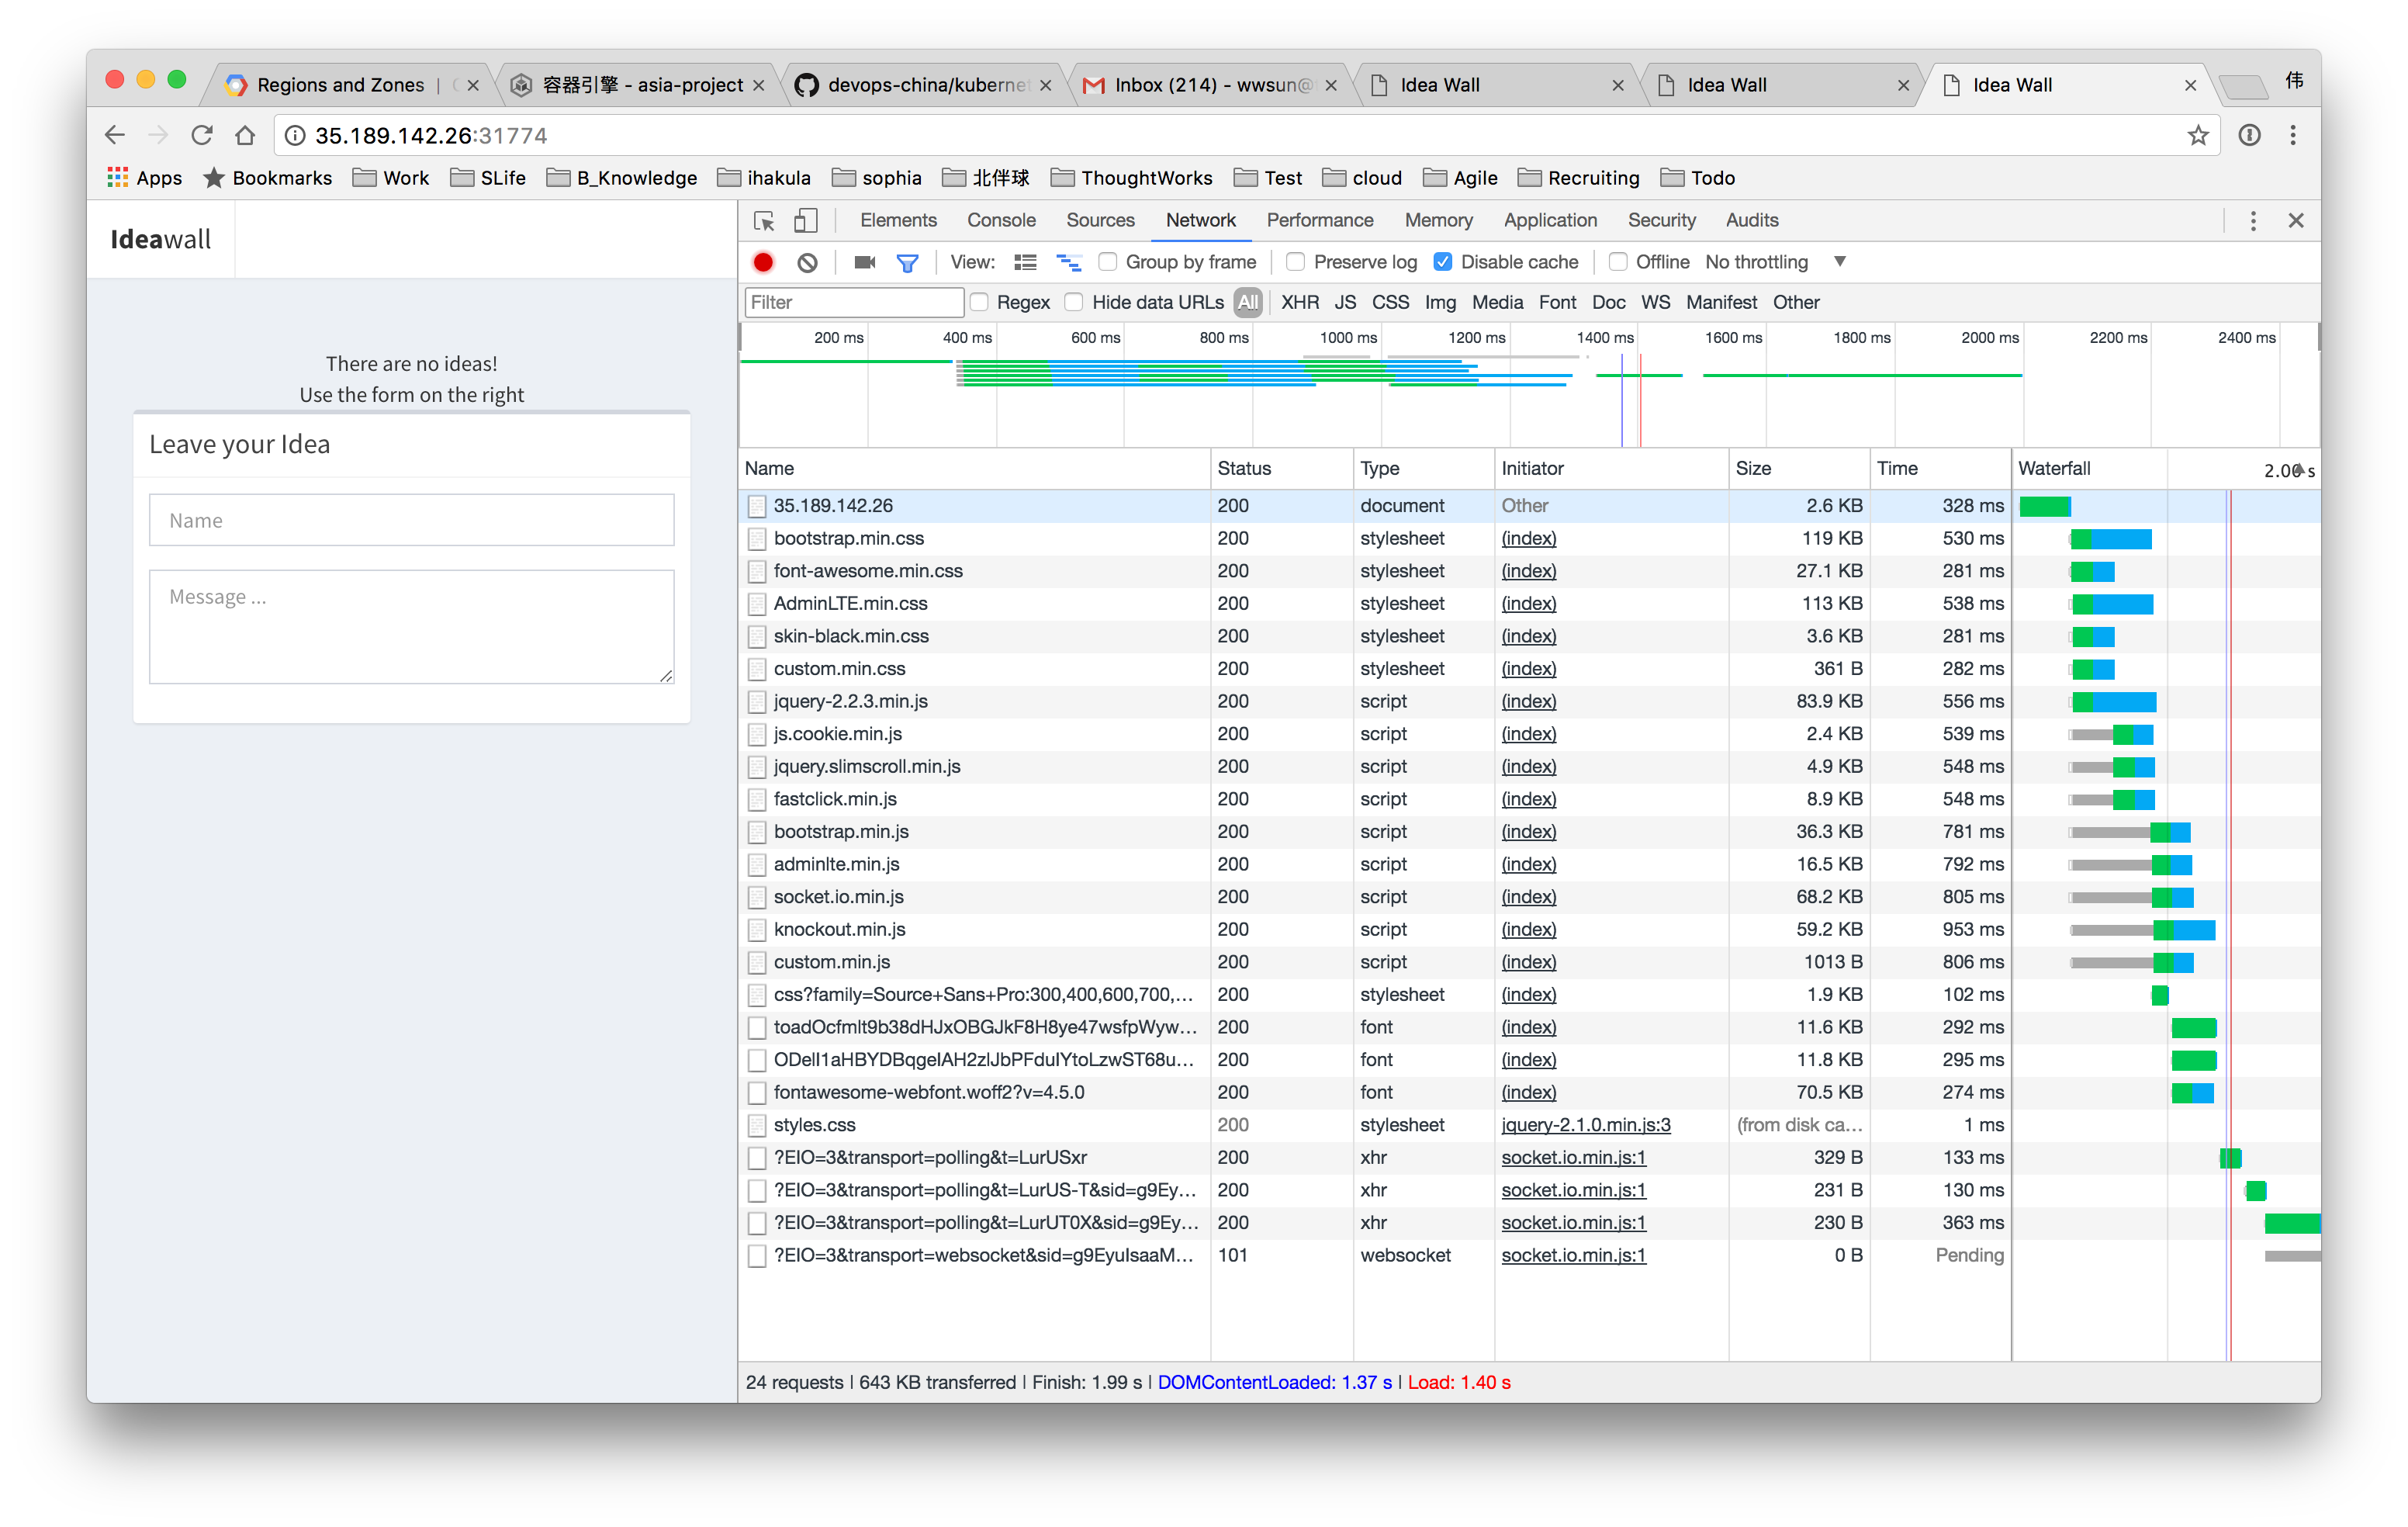 Regions and Zones | 容器引擎 - asia-project devops-china/kubernet Inbox (214) - wwsun@ Idea Wall Idea Wall Idea Wall 伟
35.189.142.26:31774
Apps Bookmarks Work SLife B_Knowledge ihakula sophia 北伴球 ThoughtWorks Test cloud Agile Recruiting Todo
Ideawall
There are no ideas!
Use the form on the right
Leave your Idea
Name
Message ...
Elements Console Sources Network Performance Memory Application Security Audits
View: Group by frame Preserve log Disable cache Offline No throttling
Filter Regex Hide data URLs All XHR JS CSS Img Media Font Doc WS Manifest Other
200 ms 400 ms 600 ms 800 ms 1000 ms 1200 ms 1400 ms 1600 ms 1800 ms 2000 ms 2200 ms 2400 ms
Name Status Type Initiator Size Time Waterfall 2.00 s
35.189.142.26 200 document Other 2.6 KB 328 ms
bootstrap.min.css 200 stylesheet (index) 119 KB 530 ms
font-awesome.min.css 200 stylesheet (index) 27.1 KB 281 ms
AdminLTE.min.css 200 stylesheet (index) 113 KB 538 ms
skin-black.min.css 200 stylesheet (index) 3.6 KB 281 ms
custom.min.css 200 stylesheet (index) 361 B 282 ms
jquery-2.2.3.min.js 200 script (index) 83.9 KB 556 ms
js.cookie.min.js 200 script (index) 2.4 KB 539 ms
jquery.slimscroll.min.js 200 script (index) 4.9 KB 548 ms
fastclick.min.js 200 script (index) 8.9 KB 548 ms
bootstrap.min.js 200 script (index) 36.3 KB 781 ms
adminlte.min.js 200 script (index) 16.5 KB 792 ms
socket.io.min.js 200 script (index) 68.2 KB 805 ms
knockout.min.js 200 script (index) 59.2 KB 953 ms
custom.min.js 200 script (index) 1013 B 806 ms
css?family=Source+Sans+Pro:300,400,600,700,... 200 stylesheet (index) 1.9 KB 102 ms
toadOcfmlt9b38dHJxOBGJkF8H8ye47wsfpWyw... 200 font (index) 11.6 KB 292 ms
ODelI1aHBYDBqgeIAH2zlJbPFduIYtoLzwST68u... 200 font (index) 11.8 KB 295 ms
fontawesome-webfont.woff2?v=4.5.0 200 font (index) 70.5 KB 274 ms
styles.css 200 stylesheet jquery-2.1.0.min.js:3 (from disk ca... 1 ms
?EIO=3&transport=polling&t=LurUSxr 200 xhr socket.io.min.js:1 329 B 133 ms
?EIO=3&transport=polling&t=LurUS-T&sid=g9Ey... 200 xhr socket.io.min.js:1 231 B 130 ms
?EIO=3&transport=polling&t=LurUT0X&sid=g9Ey... 200 xhr socket.io.min.js:1 230 B 363 ms
?EIO=3&transport=websocket&sid=g9EyuIsaaM... 101 websocket socket.io.min.js:1 0 B Pending
24 requests | 643 KB transferred | Finish: 1.99 s | DOMContentLoaded: 1.37 s | Load: 1.40 s